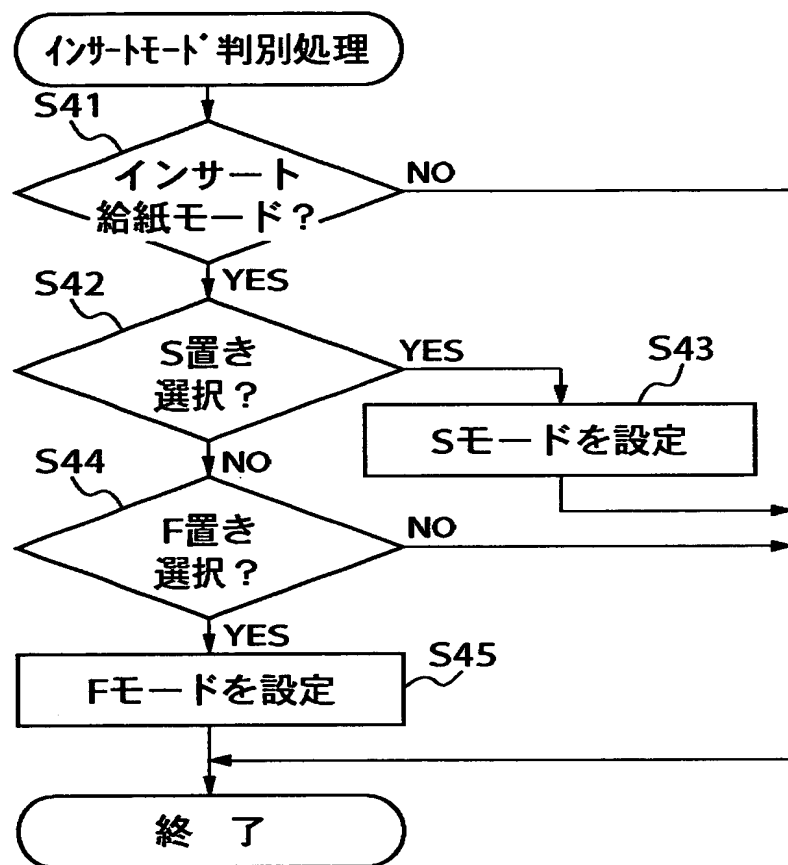 インサートモード判別処理
S41
インサート
給紙モード?
NO
YES
S42
S置き
選択?
YES
S43
Sモードを設定
NO
S44
F置き
選択?
NO
YES
Fモードを設定
S45
終 了